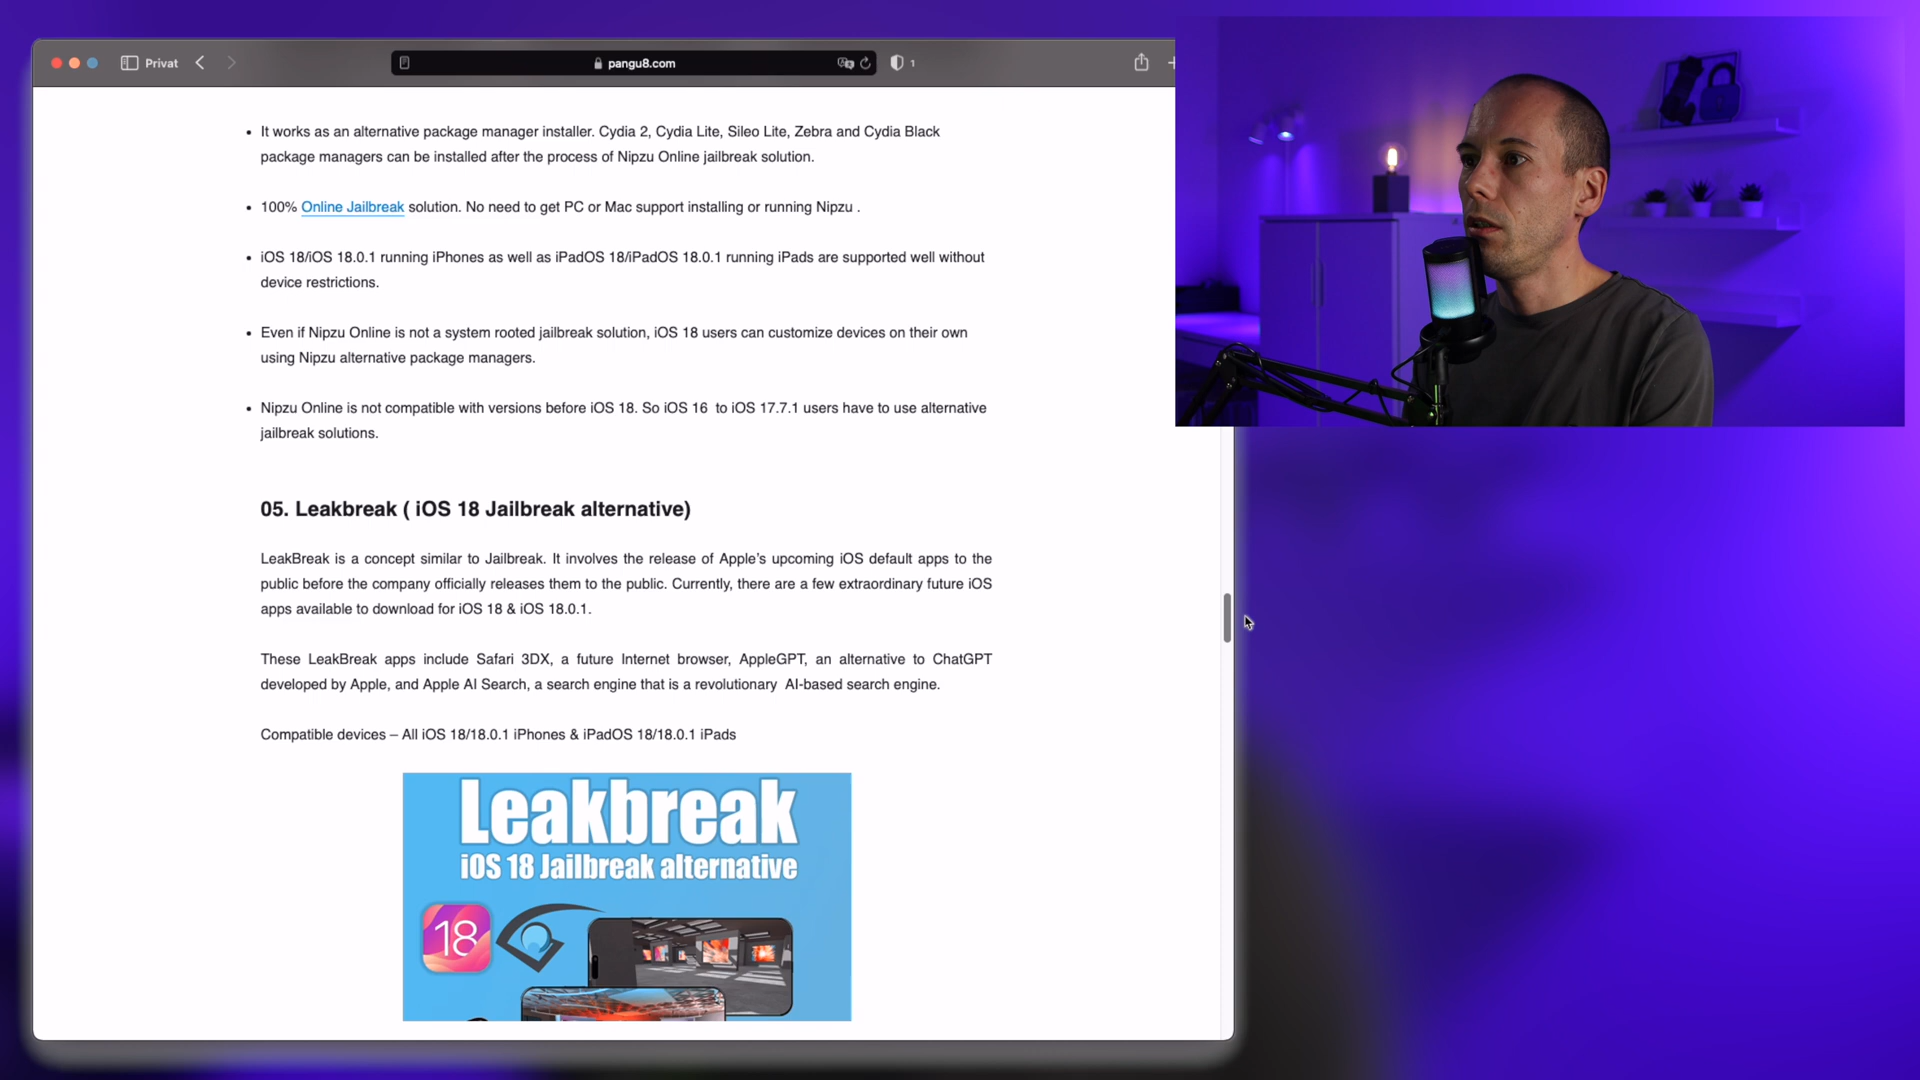 Privat
pangu8.com
1
It works as an alternative package manager installer. Cydia 2, Cydia Lite, Sileo Lite, Zebra and Cydia Black
package managers can be installed after the process of Nipzu Online jailbreak solution.
100% Online Jailbreak solution. No need to get PC or Mac support installing or running Nipzu .
iOS 18/iOS 18.0.1 running iPhones as well as iPadOS 18/iPadOS 18.0.1 running iPads are supported well without
device restrictions.
Even if Nipzu Online is not a system rooted jailbreak solution, iOS 18 users can customize devices on their own
using Nipzu alternative package managers.
Nipzu Online is not compatible with versions before iOS 18. So iOS 16 to iOS 17.7.1 users have to use alternative
jailbreak solutions.
05. Leakbreak ( iOS 18 Jailbreak alternative)
LeakBreak is a concept similar to Jailbreak. It involves the release of Apple's upcoming iOS default apps to the
public before the company officially releases them to the public. Currently, there are a few extraordinary future iOS
apps available to download for iOS 18 & iOS 18.0.1.
These LeakBreak apps include Safari 3DX, a future Internet browser, AppleGPT, an alternative to ChatGPT
developed by Apple, and Apple AI Search, a search engine that is a revolutionary AI-based search engine.
Compatible devices – All iOS 18/18.0.1 iPhones & iPadOS 18/18.0.1 iPads
Leakbreak
iOS 18 Jailbreak alternative
18